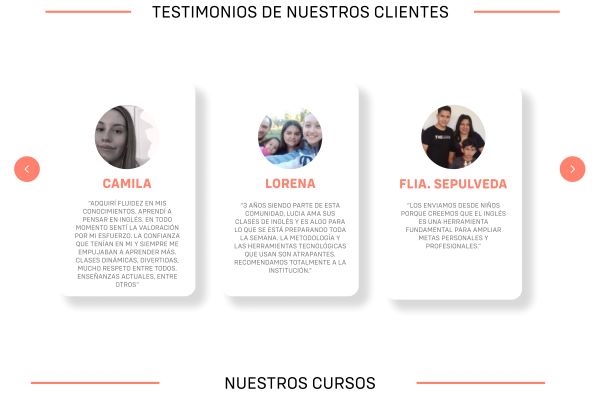 TESTIMONIOS DE NUESTROS CLIENTES
CAMILA
"ADQUIRÍ FLUIDEZ EN MIS
CONOCIMIENTOS, APRENDÍ A
PENSAR EN INGLÉS. EN TODO
MOMENTO SENTÍ LA VALORACIÓN
POR MI ESFUERZO. LA CONFIANZA
QUE TENÍAN EN MI Y SIEMPRE ME
EMPUJABAN A APRENDER MÁS.
CLASES DINÁMICAS, DIVERTIDAS,
MUCHO RESPETO ENTRE TODOS.
ENSEÑANZAS ACTUALES, ENTRE
OTROS"
LORENA
"3 AÑOS SIENDO PARTE DE ESTA
COMUNIDAD, LUCIA AMA SUS
CLASES DE INGLÉS Y ES ALGO PARA
LO QUE SE ESTÁ PREPARANDO TODA
LA SEMANA. LA METODOLOGÍA Y
LAS HERRAMIENTAS TECNOLÓGICAS
QUE USAN SON ATRAPANTES.
RECOMENDAMOS TOTALMENTE A LA
INSTITUCIÓN."
FLIA. SEPULVEDA
"LOS ENVIAMOS DESDE NIÑOS
PORQUE CREEMOS QUE EL INGLÉS
ES UNA HERRAMIENTA
FUNDAMENTAL PARA AMPLIAR
METAS PERSONALES Y
PROFESIONALES."
NUESTROS CURSOS